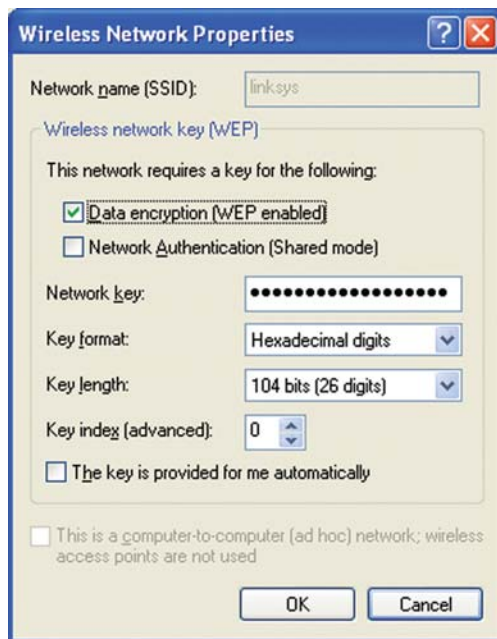 Wireless Network Properties
Network name (SSID): linksys
Wireless network key (WEP)
This network requires a key for the following:
Data encryption (WEP enabled)
Network Authentication (Shared mode)
Network key: ••••••••••••••••••
Key format: Hexadecimal digits
Key length: 104 bits (26 digits)
Key index (advanced): 0
The key is provided for me automatically
This is a computer-to-computer (ad hoc) network; wireless
access points are not used
OK Cancel